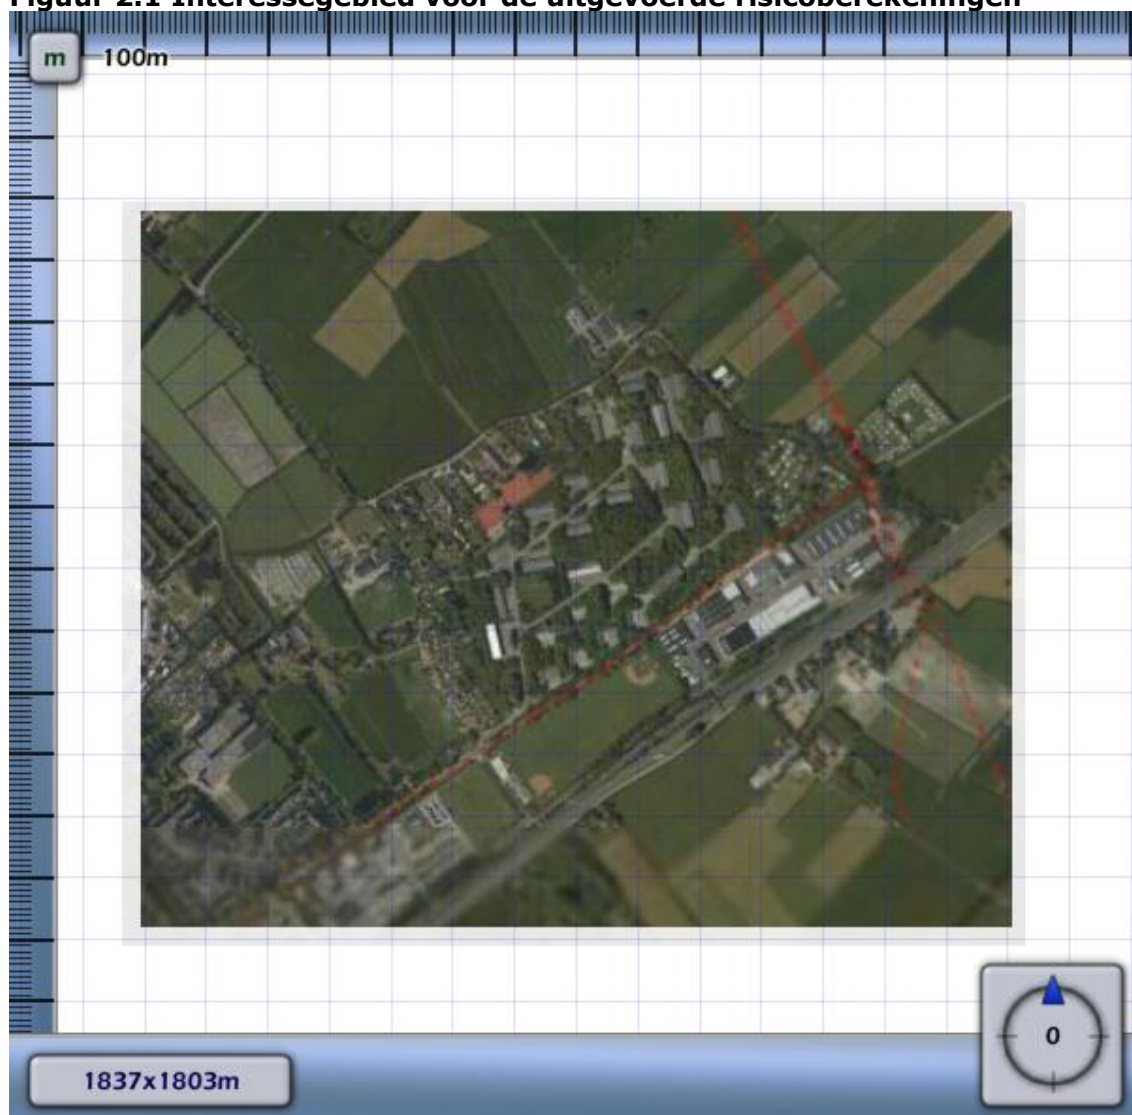 Figuur 2.1 Interessegebied voor de uitgevoerde risicoberekeningen
m 100m
0
1837x1803m